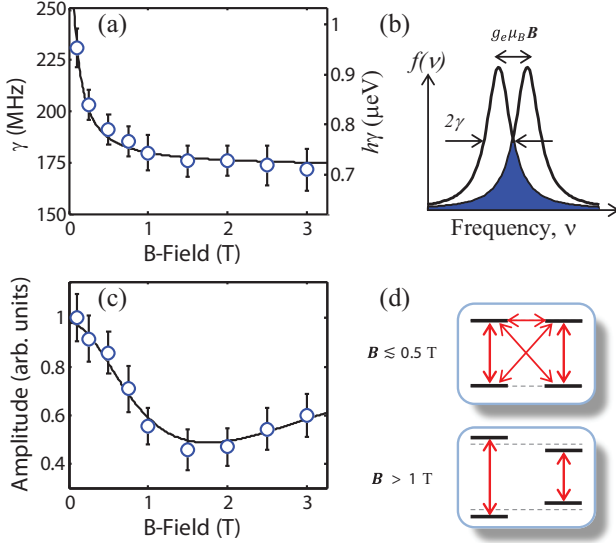 (a)
γ (MHz)
250
225
200
175
150
0
1
2
3
B-Field (T)
1
0.9
0.8
0.7
hγ (μeV)
(b)
gₑμ_B B
f(ν)
2γ
Frequency, ν
(c)
Amplitude (arb. units)
1
0.8
0.6
0.4
0
1
2
3
B-Field (T)
(d)
B ≲ 0.5 T
B > 1 T